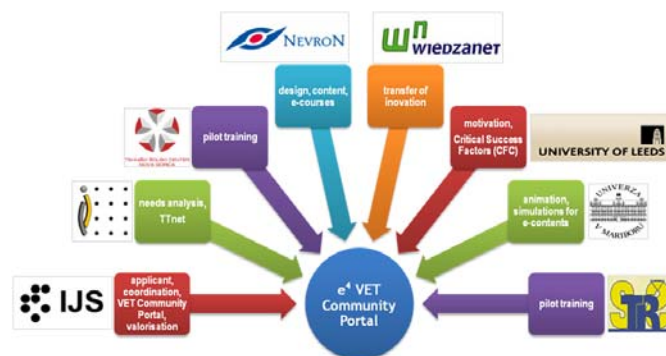 NEVRON
WIEDZANET
design, content,
e-courses
transfer of
inovation
pilot training
motivation,
Critical Success
Factors (CFC)
UNIVERSITY OF LEEDS
needs analysis,
TTnet
animation,
simulations for
e-contents
UNIVERZA
V MARIBORU
IJS
applicant,
coordination,
VET Community
Portal,
valorisation
e⁴ VET
Community
Portal
pilot training